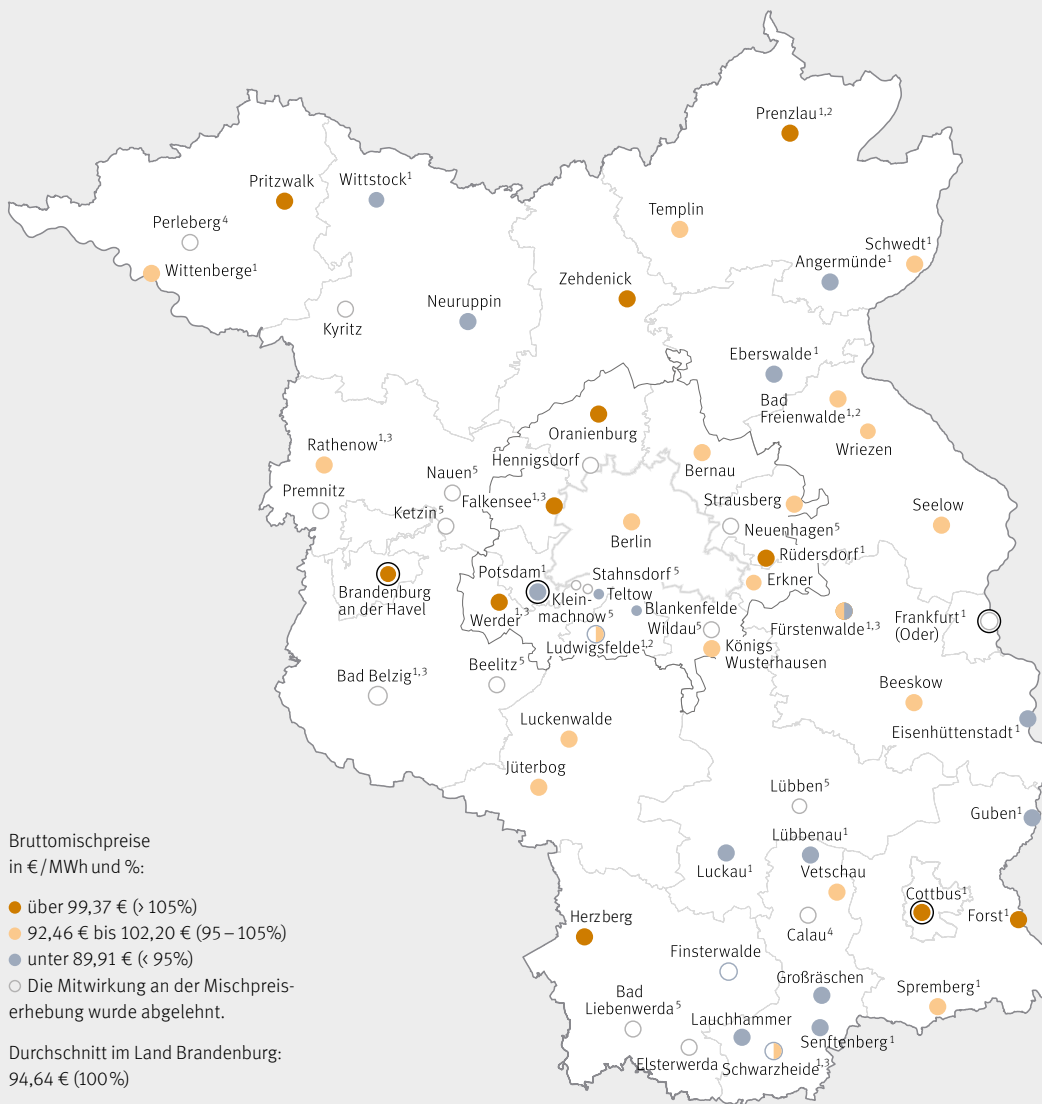 Prenzlau¹,²
Pritzwalk
Wittstock¹
Templin
Perleberg⁴
Schwedt¹
Wittenberge¹
Angermünde¹
Zehdenick
Neuruppin
Kyritz
Eberswalde¹
Bad
Freienwalde¹,²
Oranienburg
Wriezen
Rathenow¹,³
Hennigsdorf
Bernau
Nauen⁵
Premnitz
Falkensee¹,³
Strausberg
Seelow
Ketzin⁵
Neuenhagen⁵
Berlin
Rüdersdorf¹
Potsdam¹
Stahnsdorf⁵
Erkner
Brandenburg
an der Havel
Klein-
machnow⁵
Teltow
Werder¹,³
Blankenfelde
Wildau⁵
Fürstenwalde¹,³
Frankfurt¹
(Oder)
Ludwigsfelde¹,²
Königs
Wusterhausen
Beelitz⁵
Bad Belzig¹,³
Beeskow
Luckenwalde
Eisenhüttenstadt¹
Jüterbog
Lübben⁵
Guben¹
Lübbenau¹
Luckau¹
Vetschau
Cottbus¹
Forst¹
Herzberg
Calau⁴
Finsterwalde
Großräschen
Spremberg¹
Bad
Liebenwerda⁵
Lauchhammer
Senftenberg¹
Elsterwerda
Schwarzheide¹,³
Bruttomischpreise
in €/MWh und %:
über 99,37 € (> 105%)
92,46 € bis 102,20 € (95–105%)
unter 89,91 € (< 95%)
Die Mitwirkung an der Mischpreis-
erhebung wurde abgelehnt.
Durchschnitt im Land Brandenburg:
94,64 € (100%)